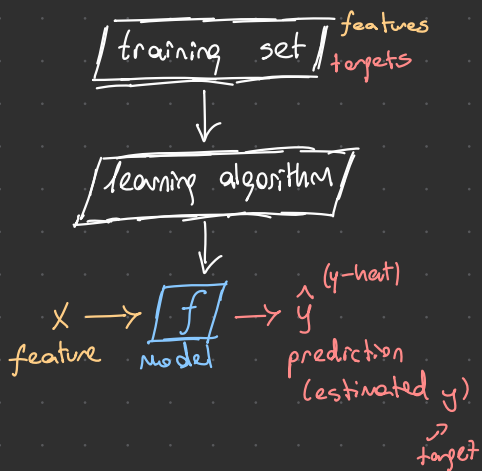 features
training set
targets
learning algorithm
(y-hat)
x → f → ŷ
feature
model
prediction
(estimated y)
target